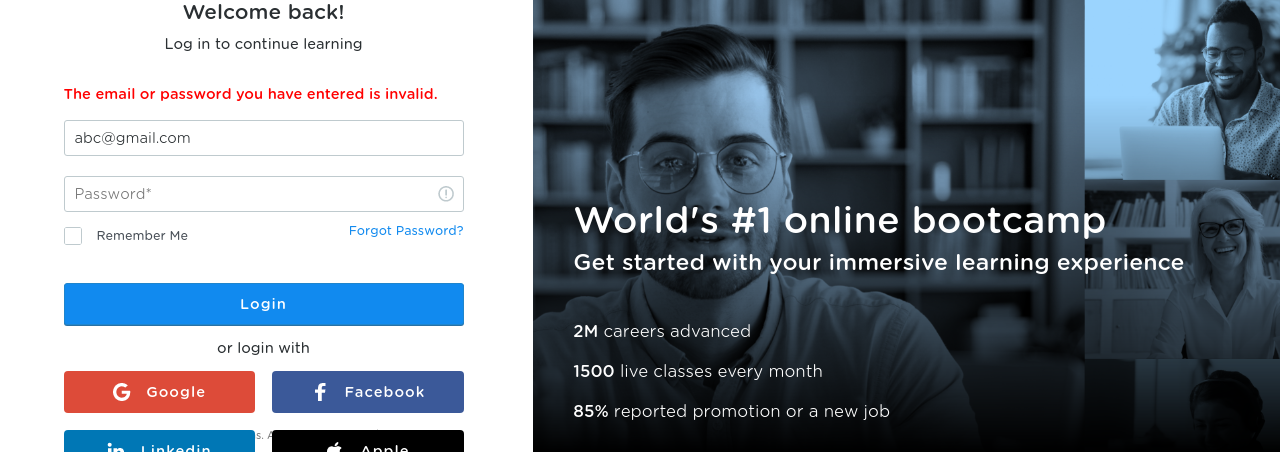 Welcome back!
Log in to continue learning
The email or password you have entered is invalid.
abc@gmail.com
Password*
Remember Me
Forgot Password?
Login
or login with
Google
Facebook
s. A
Linkedin
Apple
World's #1 online bootcamp
Get started with your immersive learning experience
2M careers advanced
1500 live classes every month
85% reported promotion or a new job